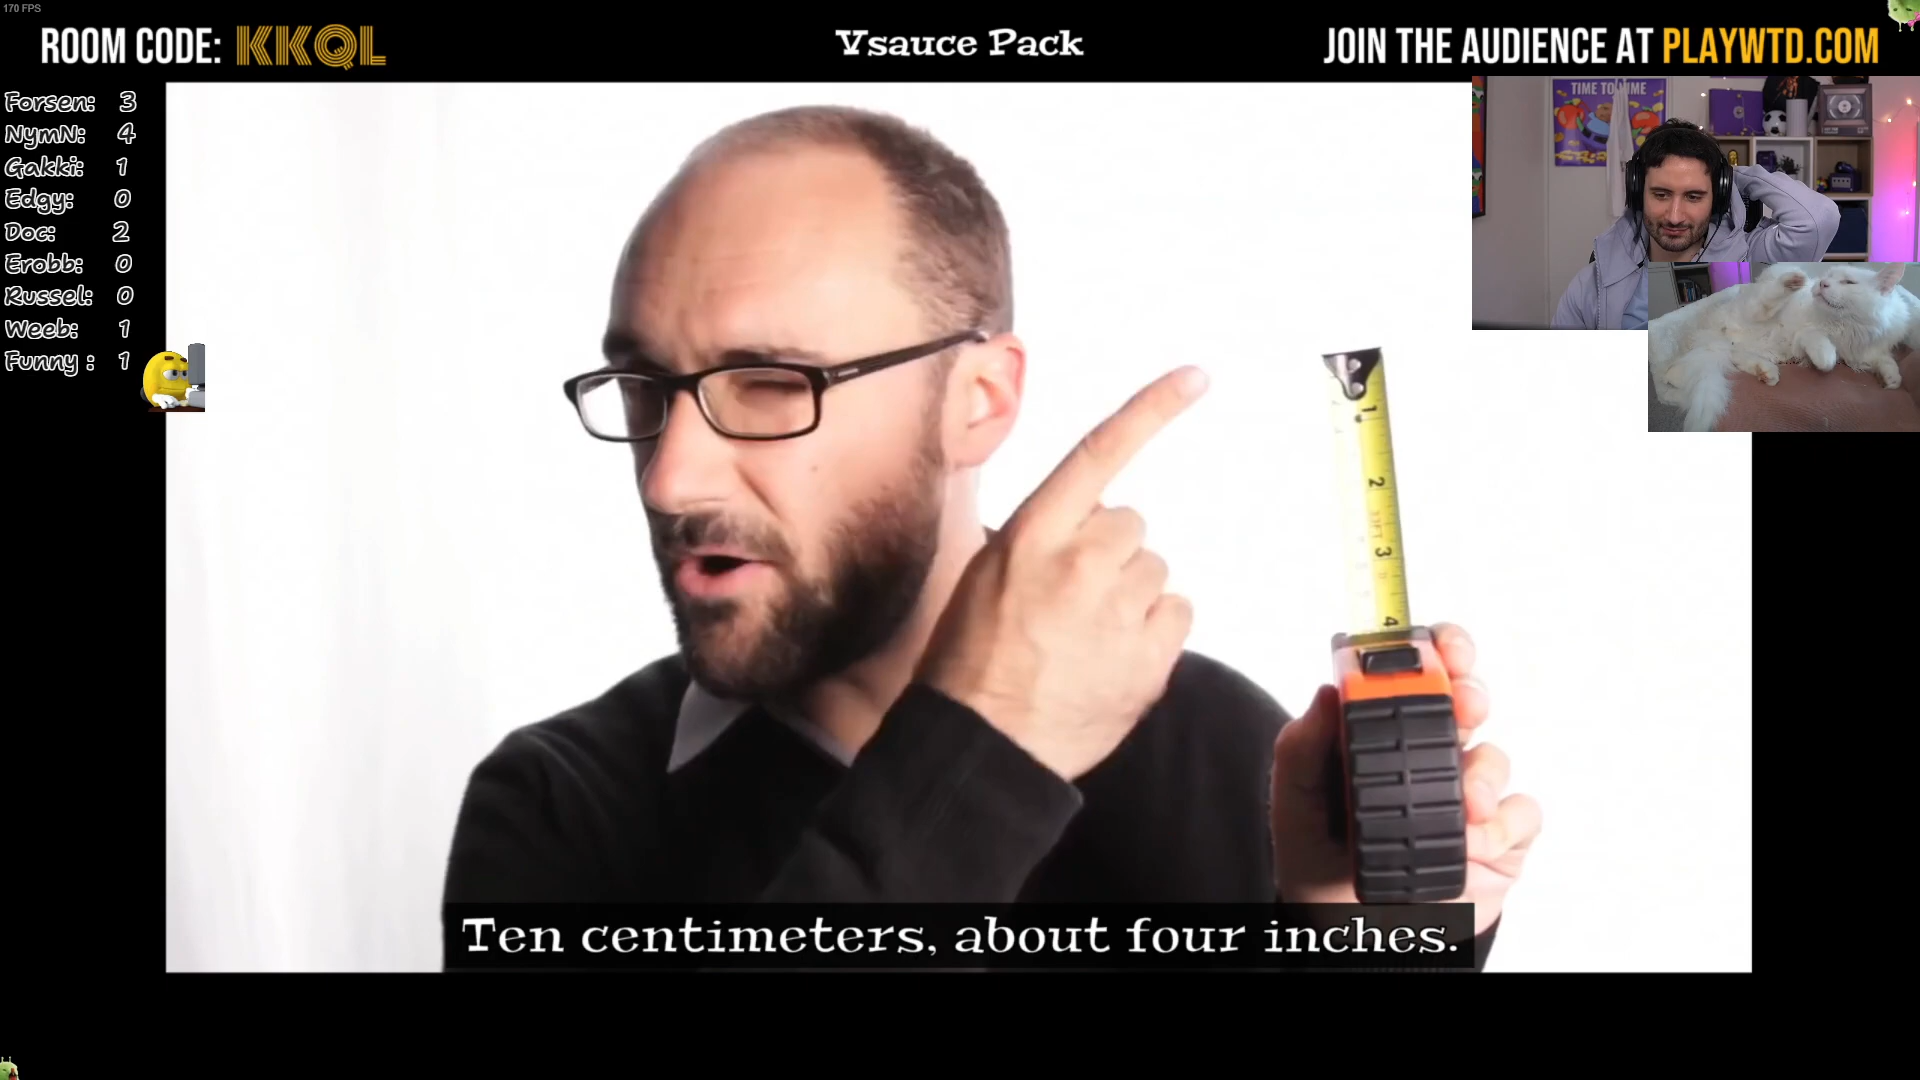 170 FPS
ROOM CODE: KKQL
Vsauce Pack
JOIN THE AUDIENCE AT PLAYWTD.COM
Forsen: 3
NymN: 4
Gakki: 1
Edgy: 0
Doc: 2
Erobb: 0
Russel: 0
Weeb: 1
Funny : 1
1
2
3
4
Ten centimeters, about four inches.